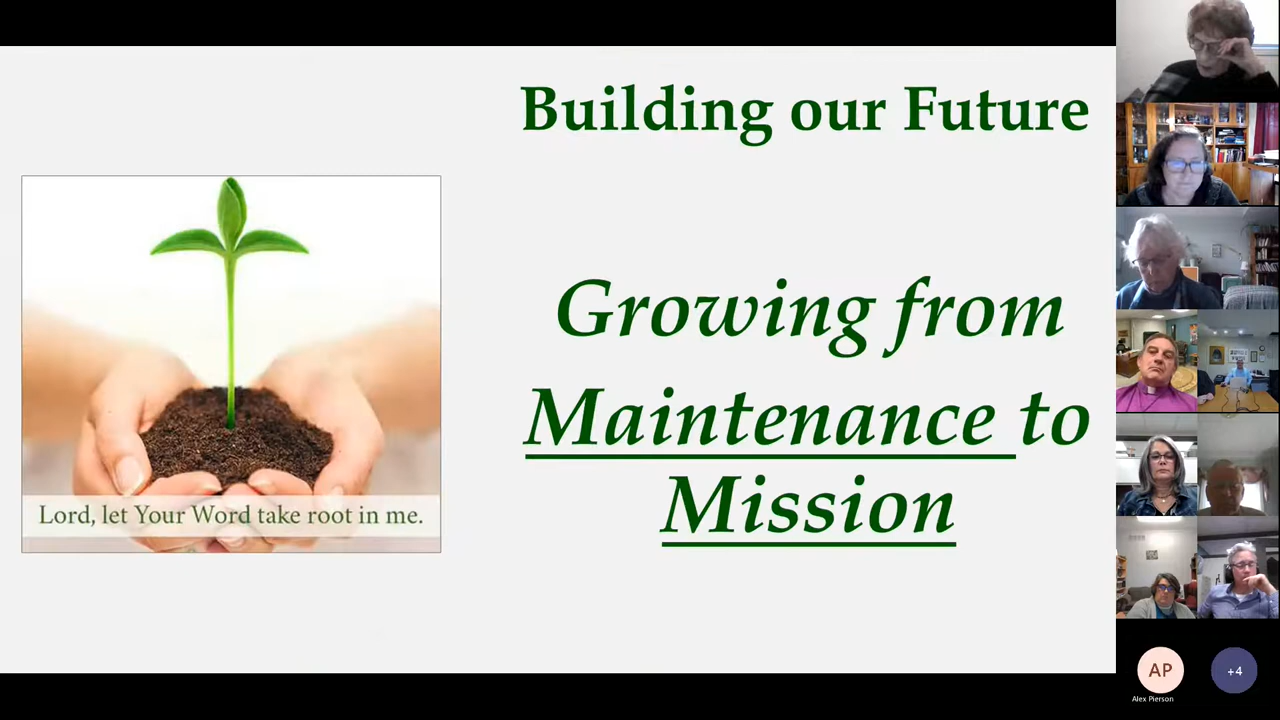 Building our Future
Growing from
Maintenance to
Mission
Lord, let Your Word take root in me.
AP
+4
Alex Pierson